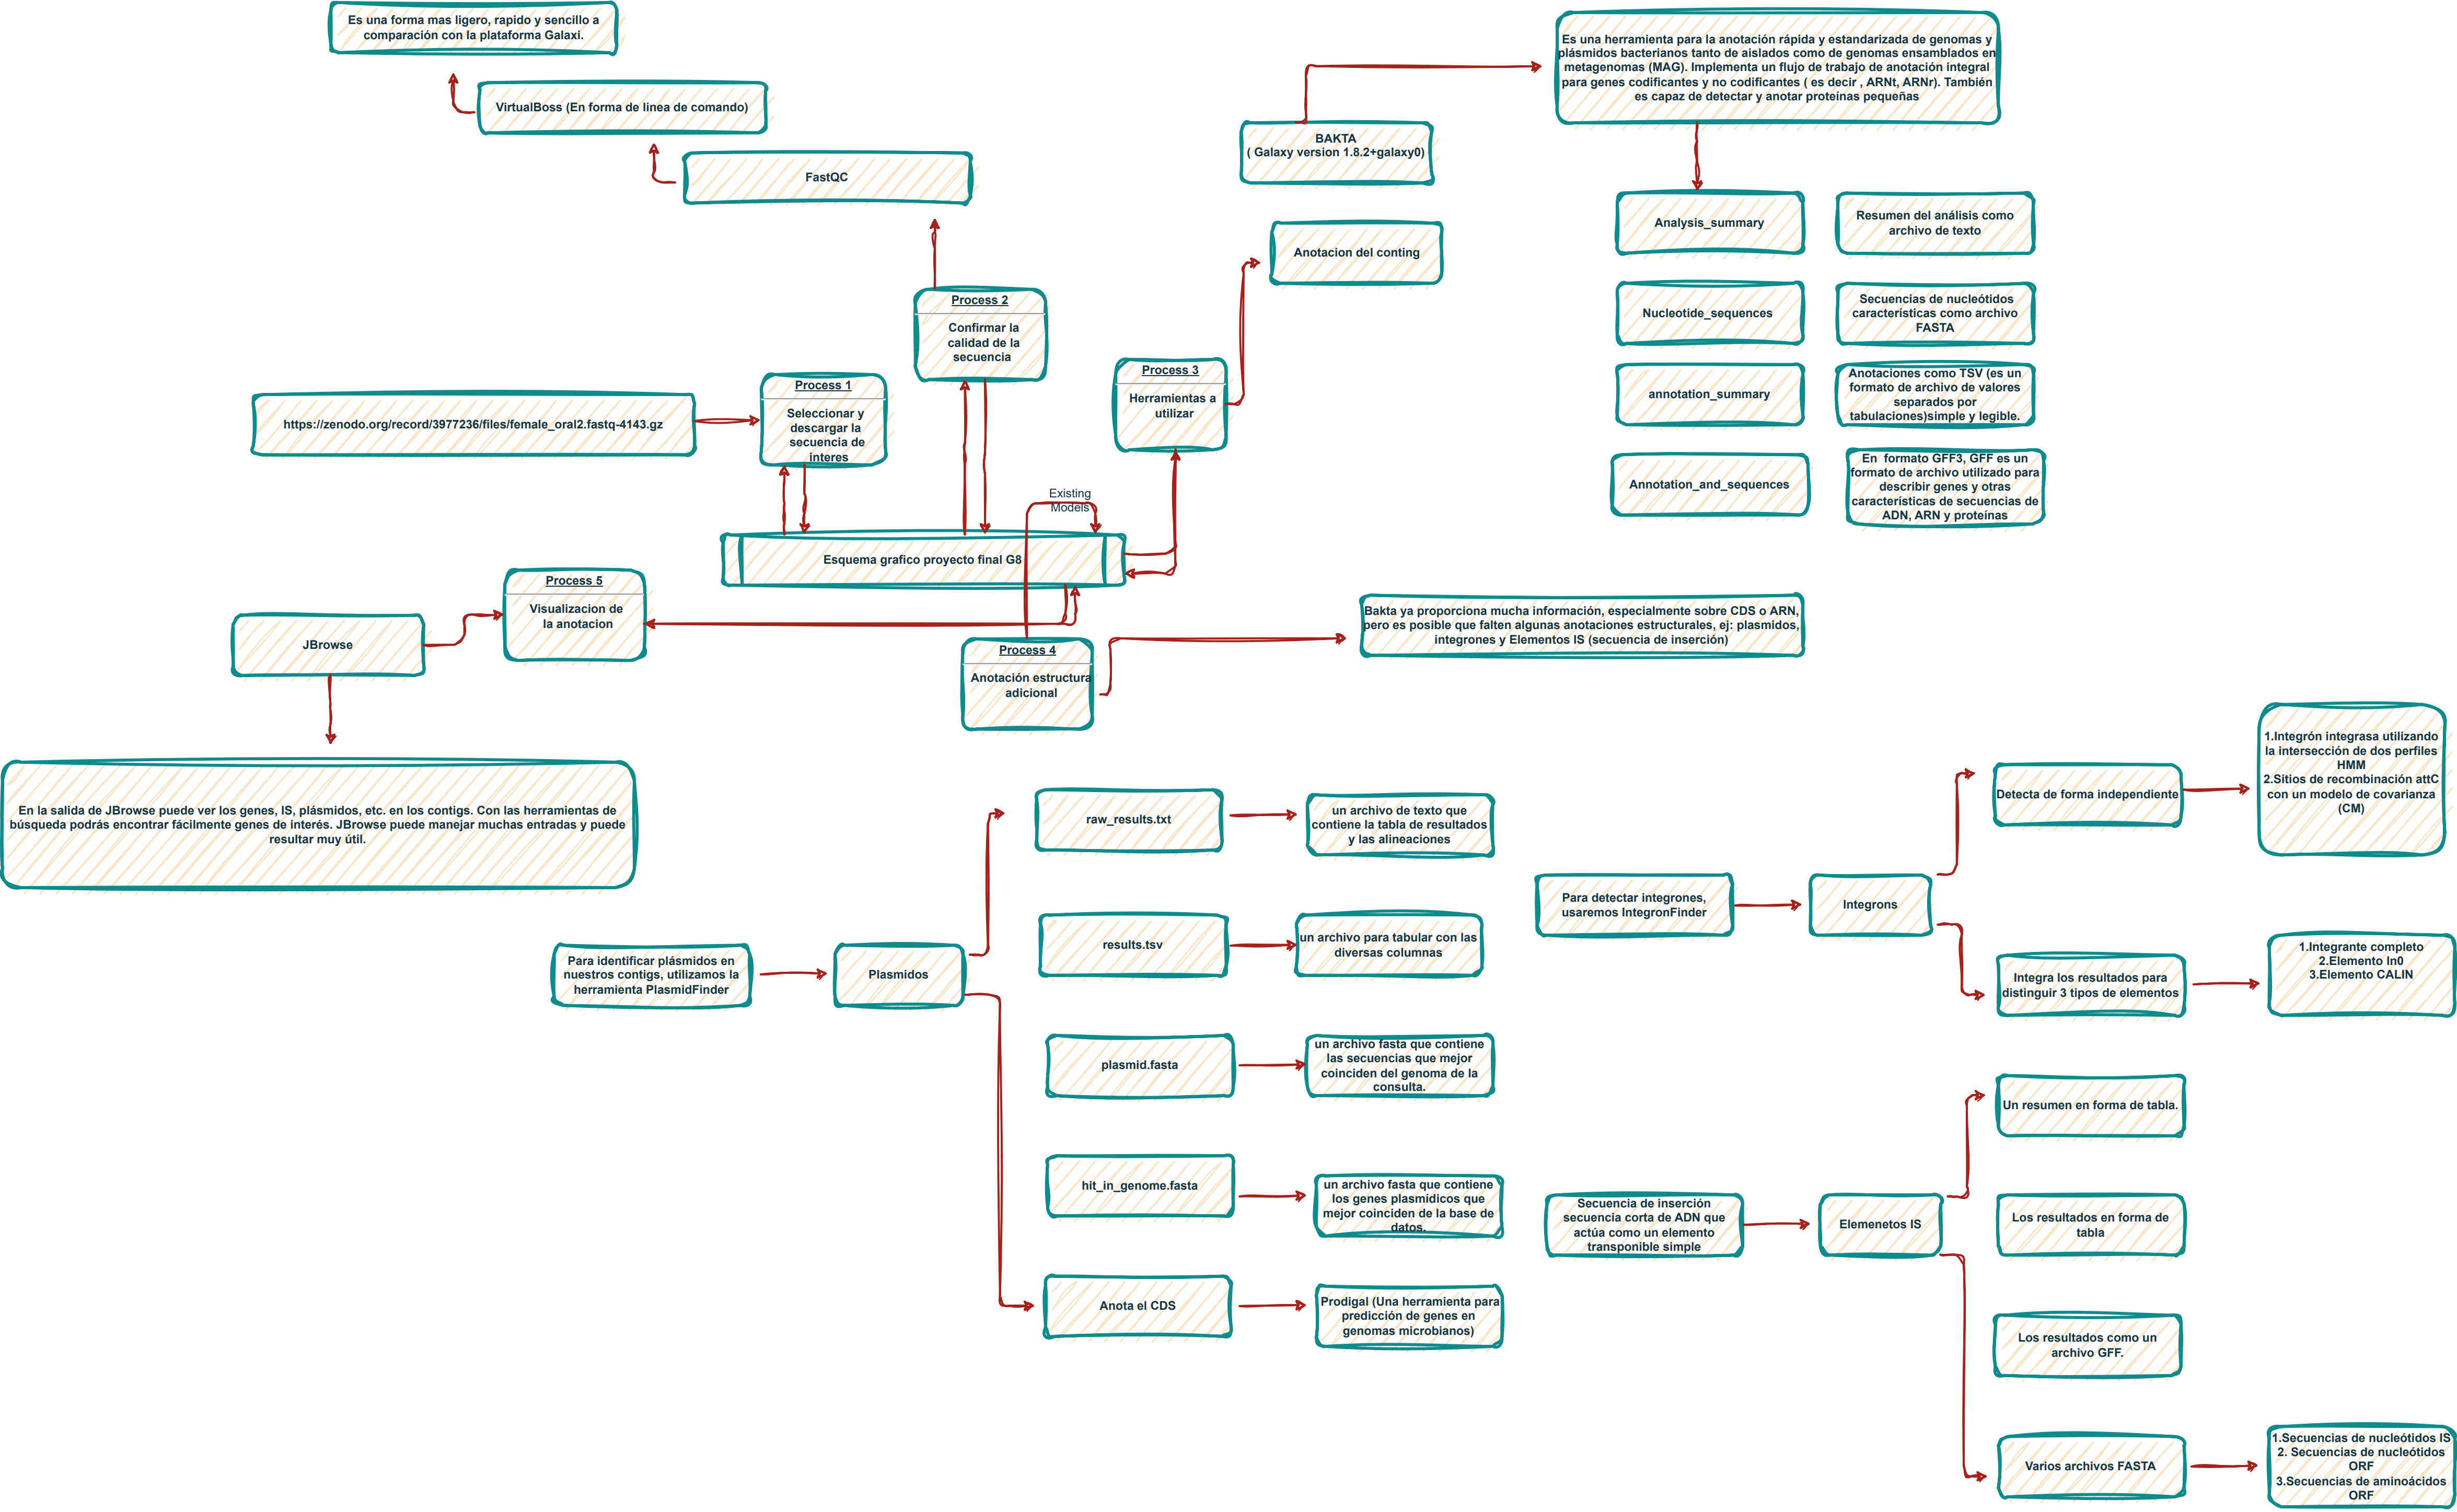 Es una forma mas ligero, rapido y sencillo a
comparación con la plataforma Galaxi.
VirtualBoss (En forma de linea de comando)
FastQC
Es una herramienta para la anotación rápida y estandarizada de genomas y
plásmidos bacterianos tanto de aislados como de genomas ensamblados en
metagenomas (MAG). Implementa un flujo de trabajo de anotación integral
para genes codificantes y no codificantes ( es decir , ARNt, ARNr). También
es capaz de detectar y anotar proteínas pequeñas
BAKTA
( Galaxy version 1.8.2+galaxy0)
Anotacion del conting
Analysis_summary
Resumen del análisis como
archivo de texto
Nucleotide_sequences
Secuencias de nucleótidos
características como archivo
FASTA
annotation_summary
Anotaciones como TSV (es un
formato de archivo de valores
separados por
tabulaciones)simple y legible.
Annotation_and_sequences
En  formato GFF3, GFF es un
formato de archivo utilizado para
describir genes y otras
características de secuencias de
ADN, ARN y proteínas
Process 2
Confirmar la
calidad de la
secuencia
Process 3
Herramientas a
utilizar
Process 1
Seleccionar y
descargar la
secuencia de
interes
https://zenodo.org/record/3977236/files/female_oral2.fastq-4143.gz
Existing
Models
Esquema grafico proyecto final G8
Process 5
Visualizacion de
la anotacion
JBrowse
Process 4
Anotación estructura
adicional
Bakta ya proporciona mucha información, especialmente sobre CDS o ARN,
pero es posible que falten algunas anotaciones estructurales, ej: plasmidos,
integrones y Elementos IS (secuencia de inserción)
En la salida de JBrowse puede ver los genes, IS, plásmidos, etc. en los contigs. Con las herramientas de
búsqueda podrás encontrar fácilmente genes de interés. JBrowse puede manejar muchas entradas y puede
resultar muy útil.
Para identificar plásmidos en
nuestros contigs, utilizamos la
herramienta PlasmidFinder
Plasmidos
raw_results.txt
un archivo de texto que
contiene la tabla de resultados
y las alineaciones
results.tsv
un archivo para tabular con las
diversas columnas
plasmid.fasta
un archivo fasta que contiene
las secuencias que mejor
coinciden del genoma de la
consulta.
hit_in_genome.fasta
un archivo fasta que contiene
los genes plasmídicos que
mejor coinciden de la base de
datos.
Anota el CDS
Prodigal (Una herramienta para
predicción de genes en
genomas microbianos)
Para detectar integrones,
usaremos IntegronFinder
Integrons
Detecta de forma independiente
1.Integrón integrasa utilizando
la intersección de dos perfiles
HMM
2.Sitios de recombinación attC
con un modelo de covarianza
(CM)
Integra los resultados para
distinguir 3 tipos de elementos
1.Integrante completo
2.Elemento In0
3.Elemento CALIN
Secuencia de inserción
secuencia corta de ADN que
actúa como un elemento
transponible simple
Elemenetos IS
Un resumen en forma de tabla.
Los resultados en forma de
tabla
Los resultados como un
archivo GFF.
Varios archivos FASTA
1.Secuencias de nucleótidos IS
2. Secuencias de nucleótidos
ORF
3.Secuencias de aminoácidos
ORF